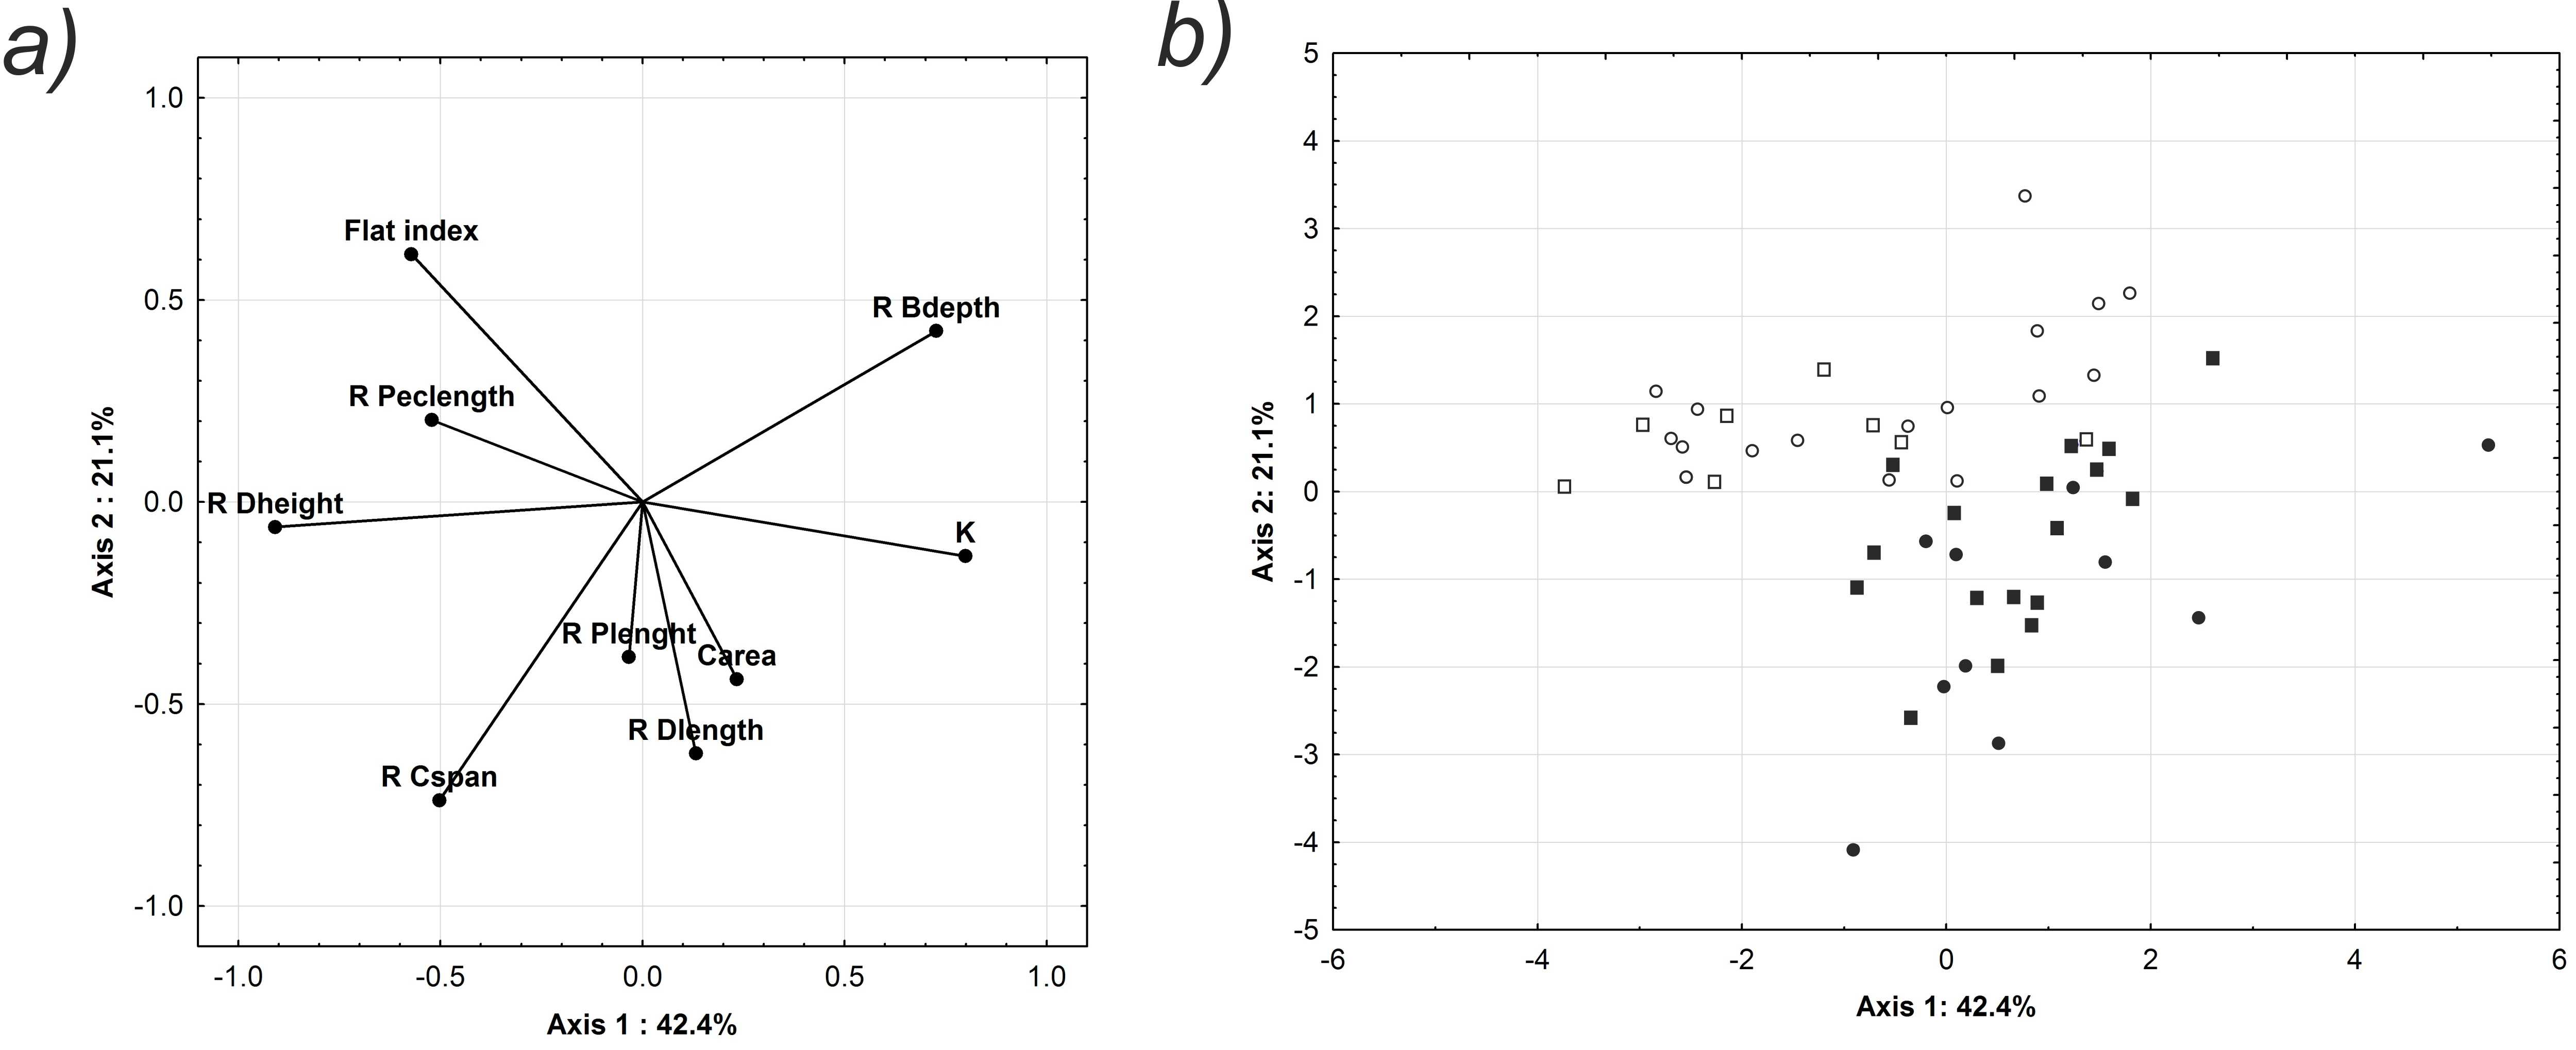 a)
1.0
0.5
0.0
-0.5
-1.0
Axis 2 : 21.1%
Flat index
R Bdepth
R Peclength
R Dheight
K
R Plenght
Carea
R Dlength
R Cspan
-1.0 -0.5 0.0 0.5 1.0
Axis 1 : 42.4%
b)
5
4
3
2
1
0
-1
-2
-3
-4
-5
Axis 2: 21.1%
-6 -4 -2 0 2 4 6
Axis 1: 42.4%